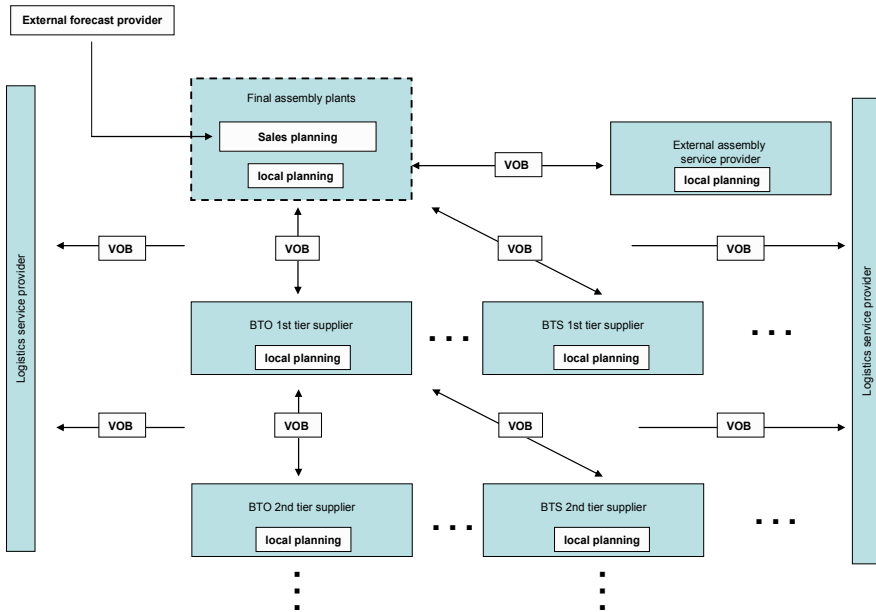 External forecast provider
Final assembly plants
Sales planning
local planning
VOB
External assembly
service provider
local planning
VOB
VOB
VOB
VOB
Logistics service provider
Logistics service provider
BTO 1st tier supplier
local planning
BTS 1st tier supplier
local planning
VOB
VOB
VOB
VOB
BTO 2nd tier supplier
local planning
BTS 2nd tier supplier
local planning